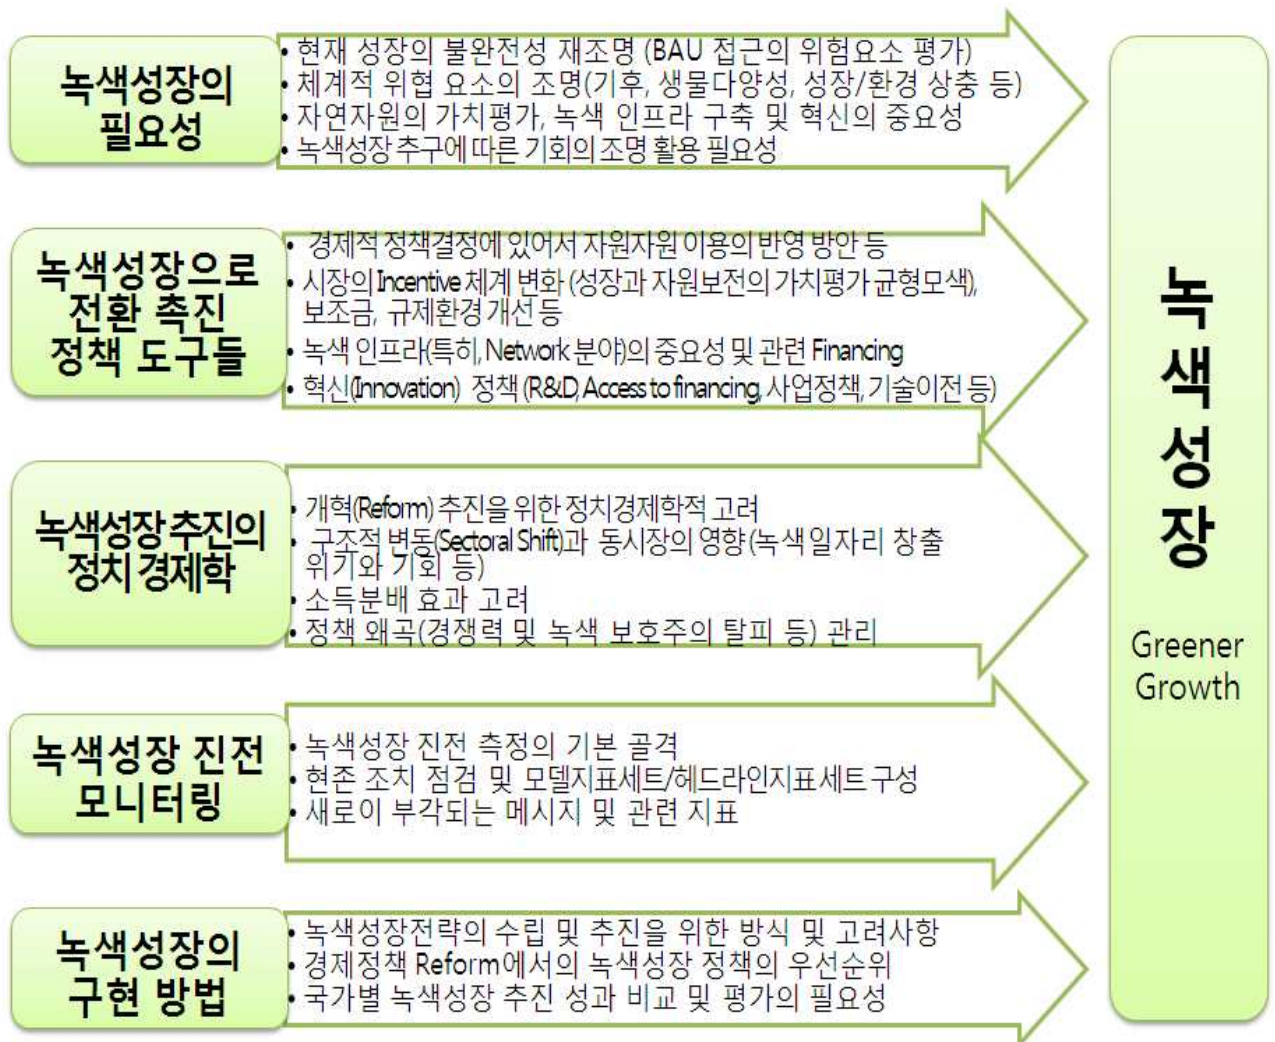 녹색성장의
필요성
• 현재 성장의 불완전성 재조명 (BAU 접근의 위험요소 평가)
• 체계적 위협 요소의 조명(기후, 생물다양성, 성장/환경 상충 등)
• 자연자원의 가치평가, 녹색 인프라 구축 및 혁신의 중요성
• 녹색성장 추구에 따른 기회의 조명 활용 필요성
녹색성장으로
전환 촉진
정책 도구들
• 경제적 정책결정에 있어서 자원자원 이용의 반영 방안 등
• 시장의 Incentive 체계 변화 (성장과 자원보전의 가치평가 균형모색),
보조금, 규제환경 개선 등
• 녹색 인프라(특히, Network 분야)의 중요성 및 관련 Financing
• 혁신(Innovation) 정책 (R&D, Access to financing, 사업정책, 기술이전 등)
녹색성장 추진의
정치 경제학
• 개혁(Reform) 추진을 위한 정치경제학적 고려
• 구조적 변동(Sectoral Shift)과 동시장의 영향 (녹색일자리 창출
위기와 기회 등)
• 소득분배 효과 고려
• 정책 왜곡(경쟁력 및 녹색 보호주의 탈피 등) 관리
녹색성장 진전
모니터링
• 녹색성장 진전 측정의 기본 골격
• 현존 조치 점검 및 모델지표세트/헤드라인지표 세트 구성
• 새로이 부각되는 메시지 및 관련 지표
녹색성장의
구현 방법
• 녹색성장전략의 수립 및 추진을 위한 방식 및 고려사항
• 경제정책 Reform에서의 녹색성장 정책의 우선순위
• 국가별 녹색성장 추진 성과 비교 및 평가의 필요성
녹
색
성
장
Greener
Growth